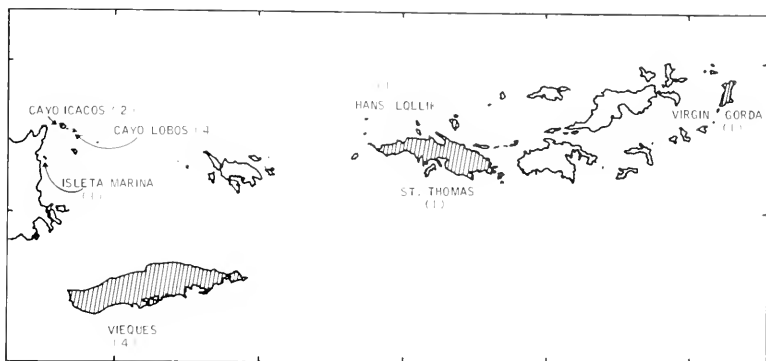 CAYO ICACOS (2)
CAYO LOBOS (4
ISLETA MARINA
(1)
HANS LOLLIK
VIRGIN GORDA
(1)
ST. THOMAS
(1)
VIEQUES
(4)